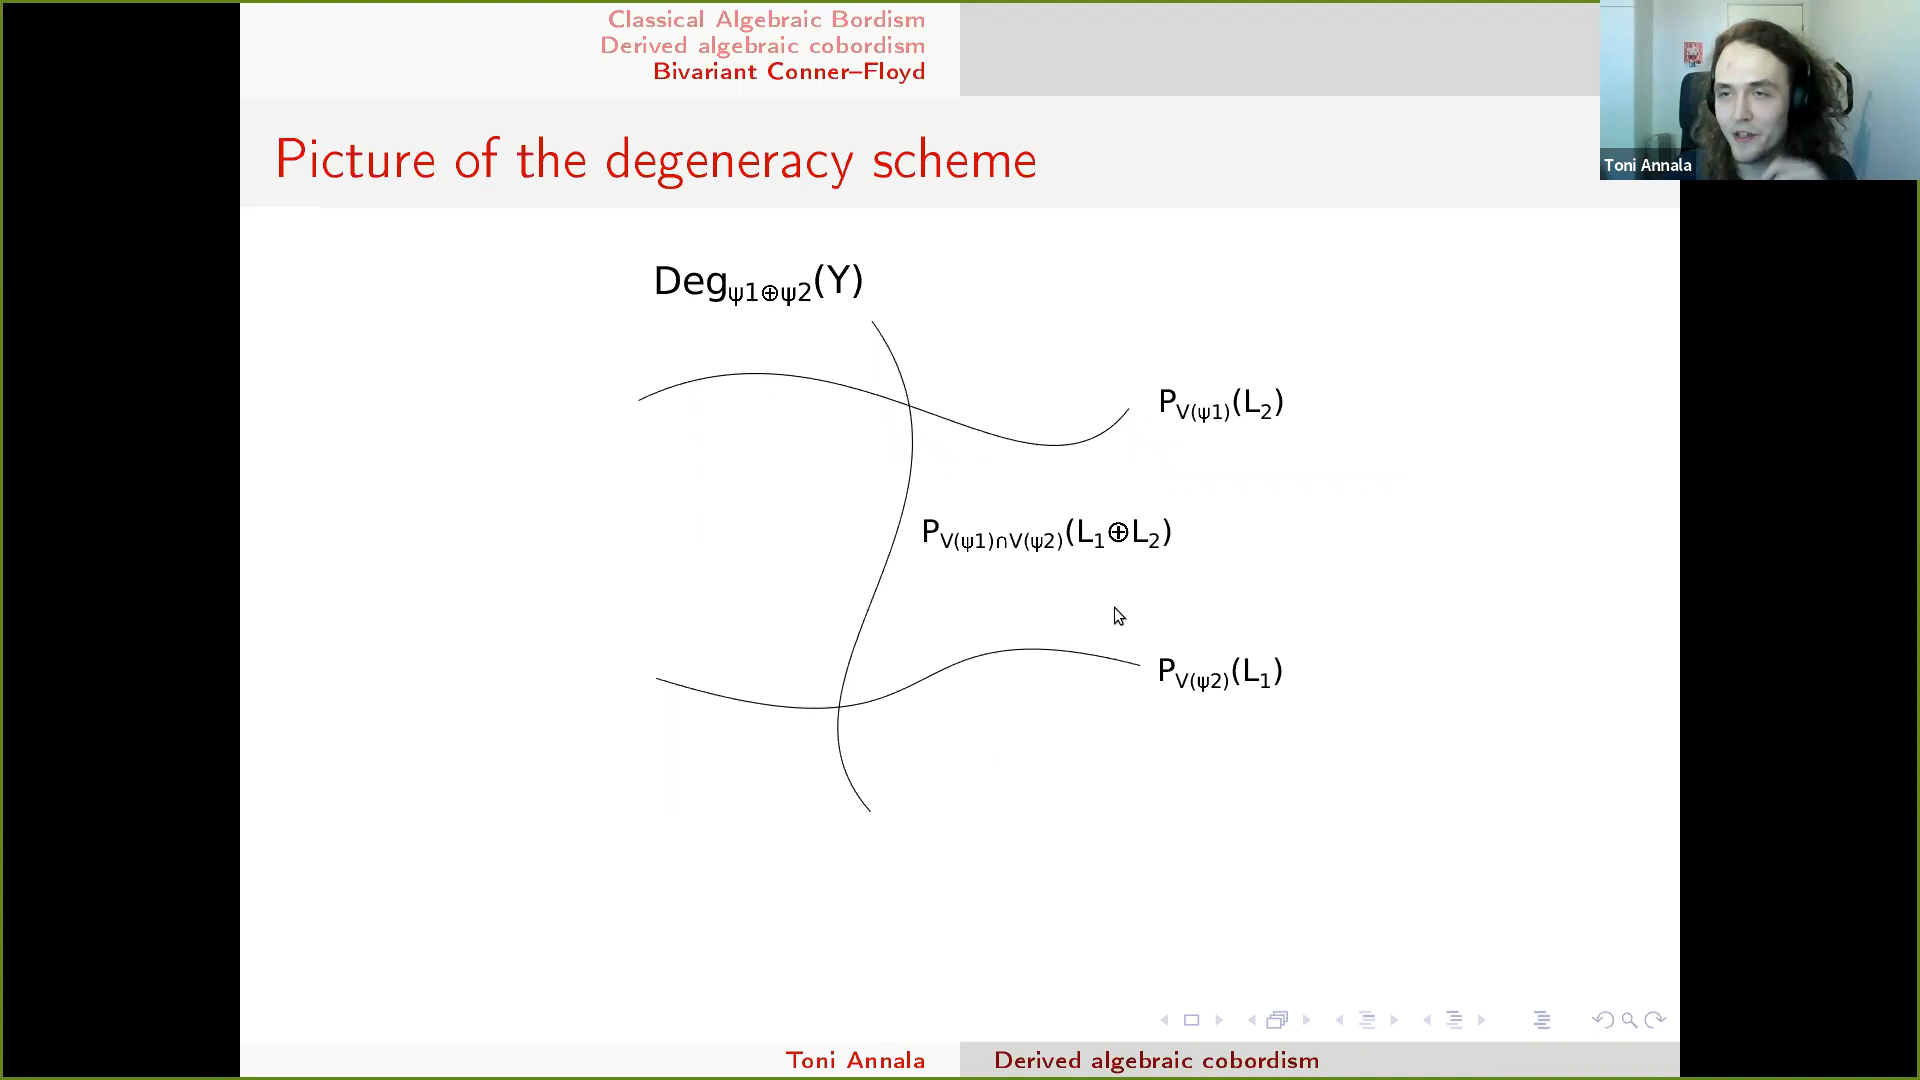 Classical Algebraic Bordism
Derived algebraic cobordism
Bivariant Conner–Floyd
Toni Annala
Picture of the degeneracy scheme
Deg_{ψ1⊕ψ2}(Y)
P_{V(ψ1)}(L_2)
P_{V(ψ1)∩V(ψ2)}(L_1⊕L_2)
P_{V(ψ2)}(L_1)
Toni Annala Derived algebraic cobordism